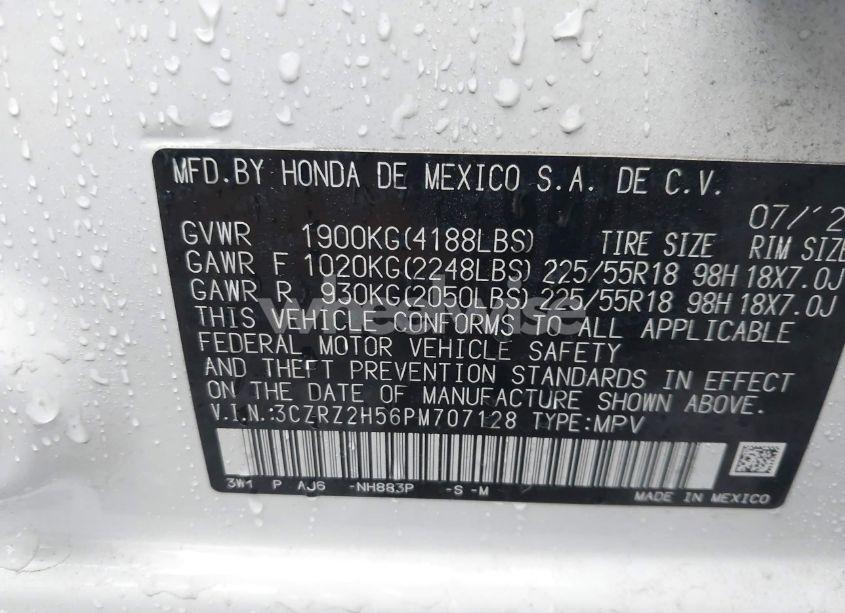 MFD.BY HONDA DE MEXICO S.A. DE C.V.
07/'2
GVWR 1900KG(4188LBS) TIRE SIZE RIM SIZE
GAWR F 1020KG(2248LBS) 225/55R18 98H 18X7.0J
GAWR R 930KG(2050LBS) 225/55R18 98H 18X7.0J
wheelwise
THIS VEHICLE CONFORMS TO ALL APPLICABLE
FEDERAL MOTOR VEHICLE SAFETY
AND THEFT PREVENTION STANDARDS IN EFFECT
ON THE DATE OF MANUFACTURE SHOWN ABOVE.
V.I.N.:3CZRZ2H56PM707128 TYPE:MPV
3W1 P AJ6 -NH883P -S -M
MADE IN MEXICO